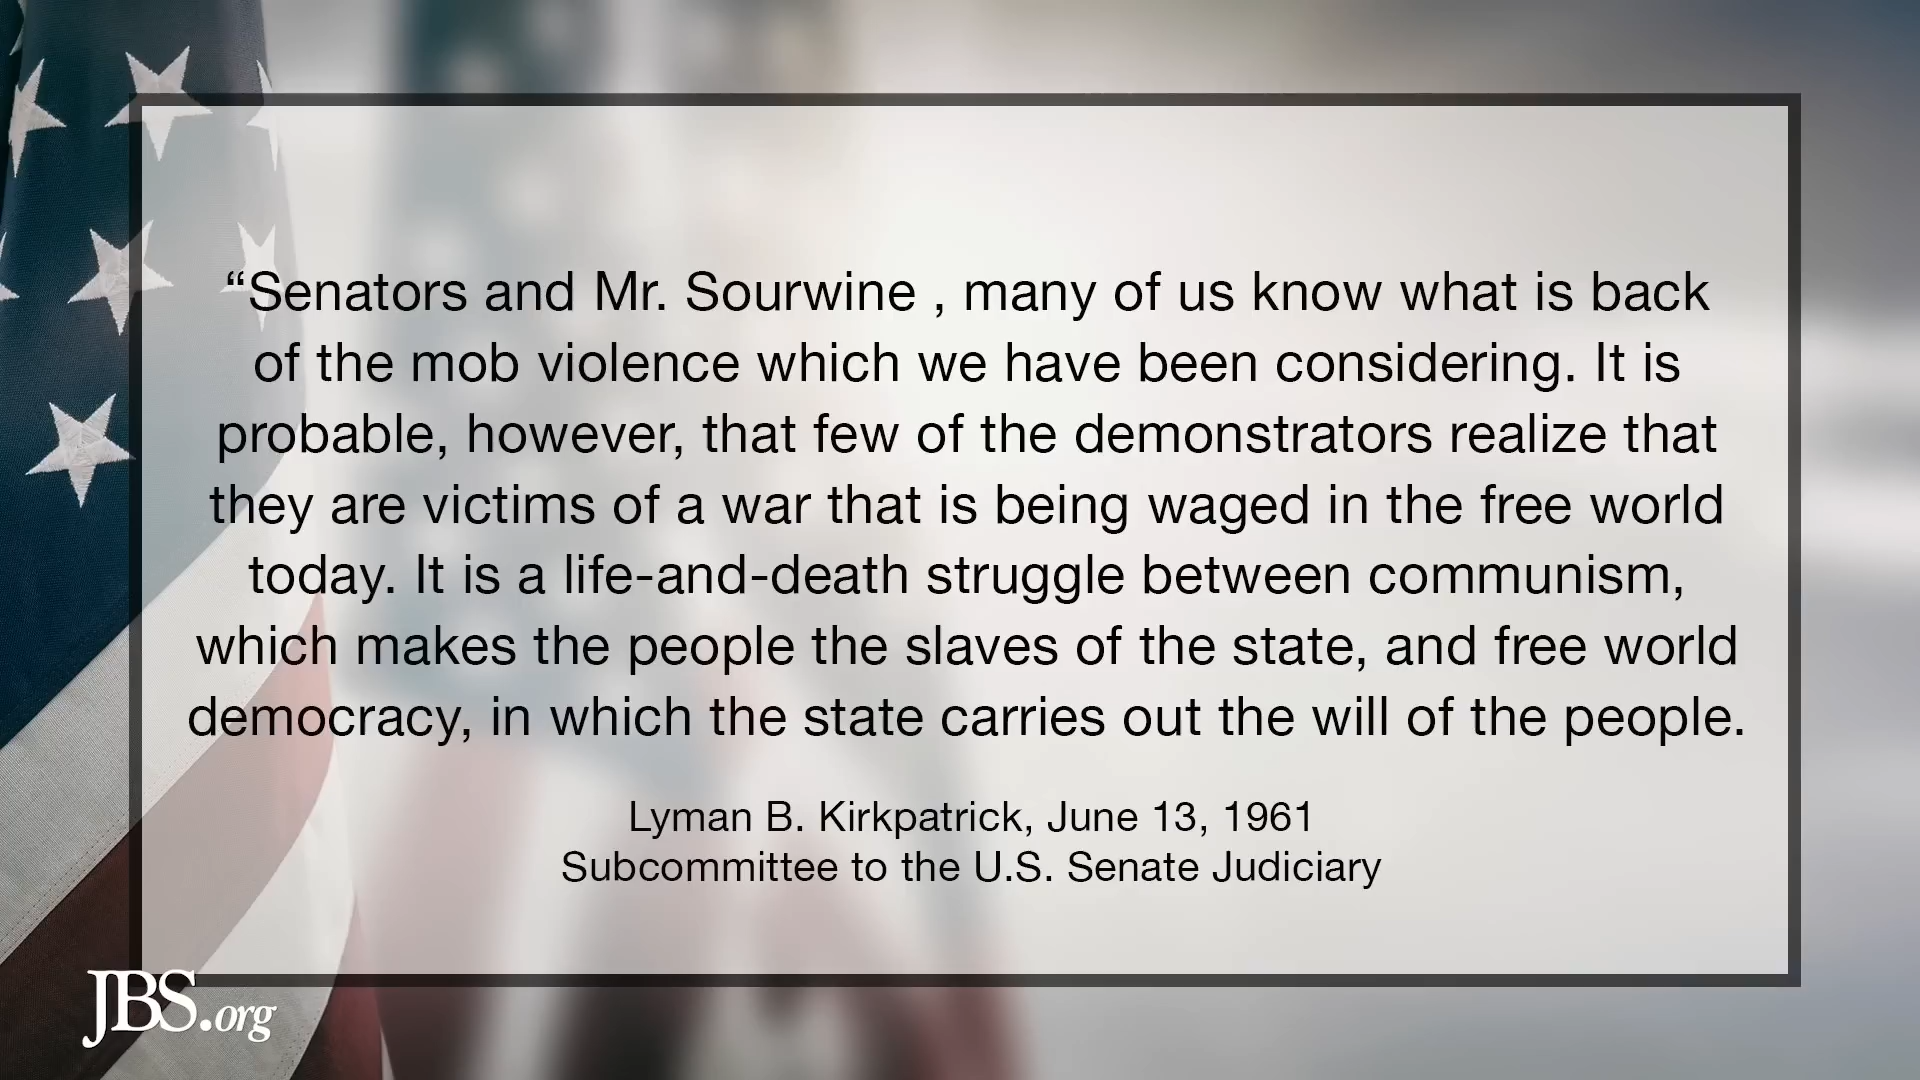 “Senators and Mr. Sourwine , many of us know what is back
of the mob violence which we have been considering. It is
probable, however, that few of the demonstrators realize that
they are victims of a war that is being waged in the free world
today. It is a life-and-death struggle between communism,
which makes the people the slaves of the state, and free world
democracy, in which the state carries out the will of the people.
Lyman B. Kirkpatrick, June 13, 1961
Subcommittee to the U.S. Senate Judiciary
JBS.org